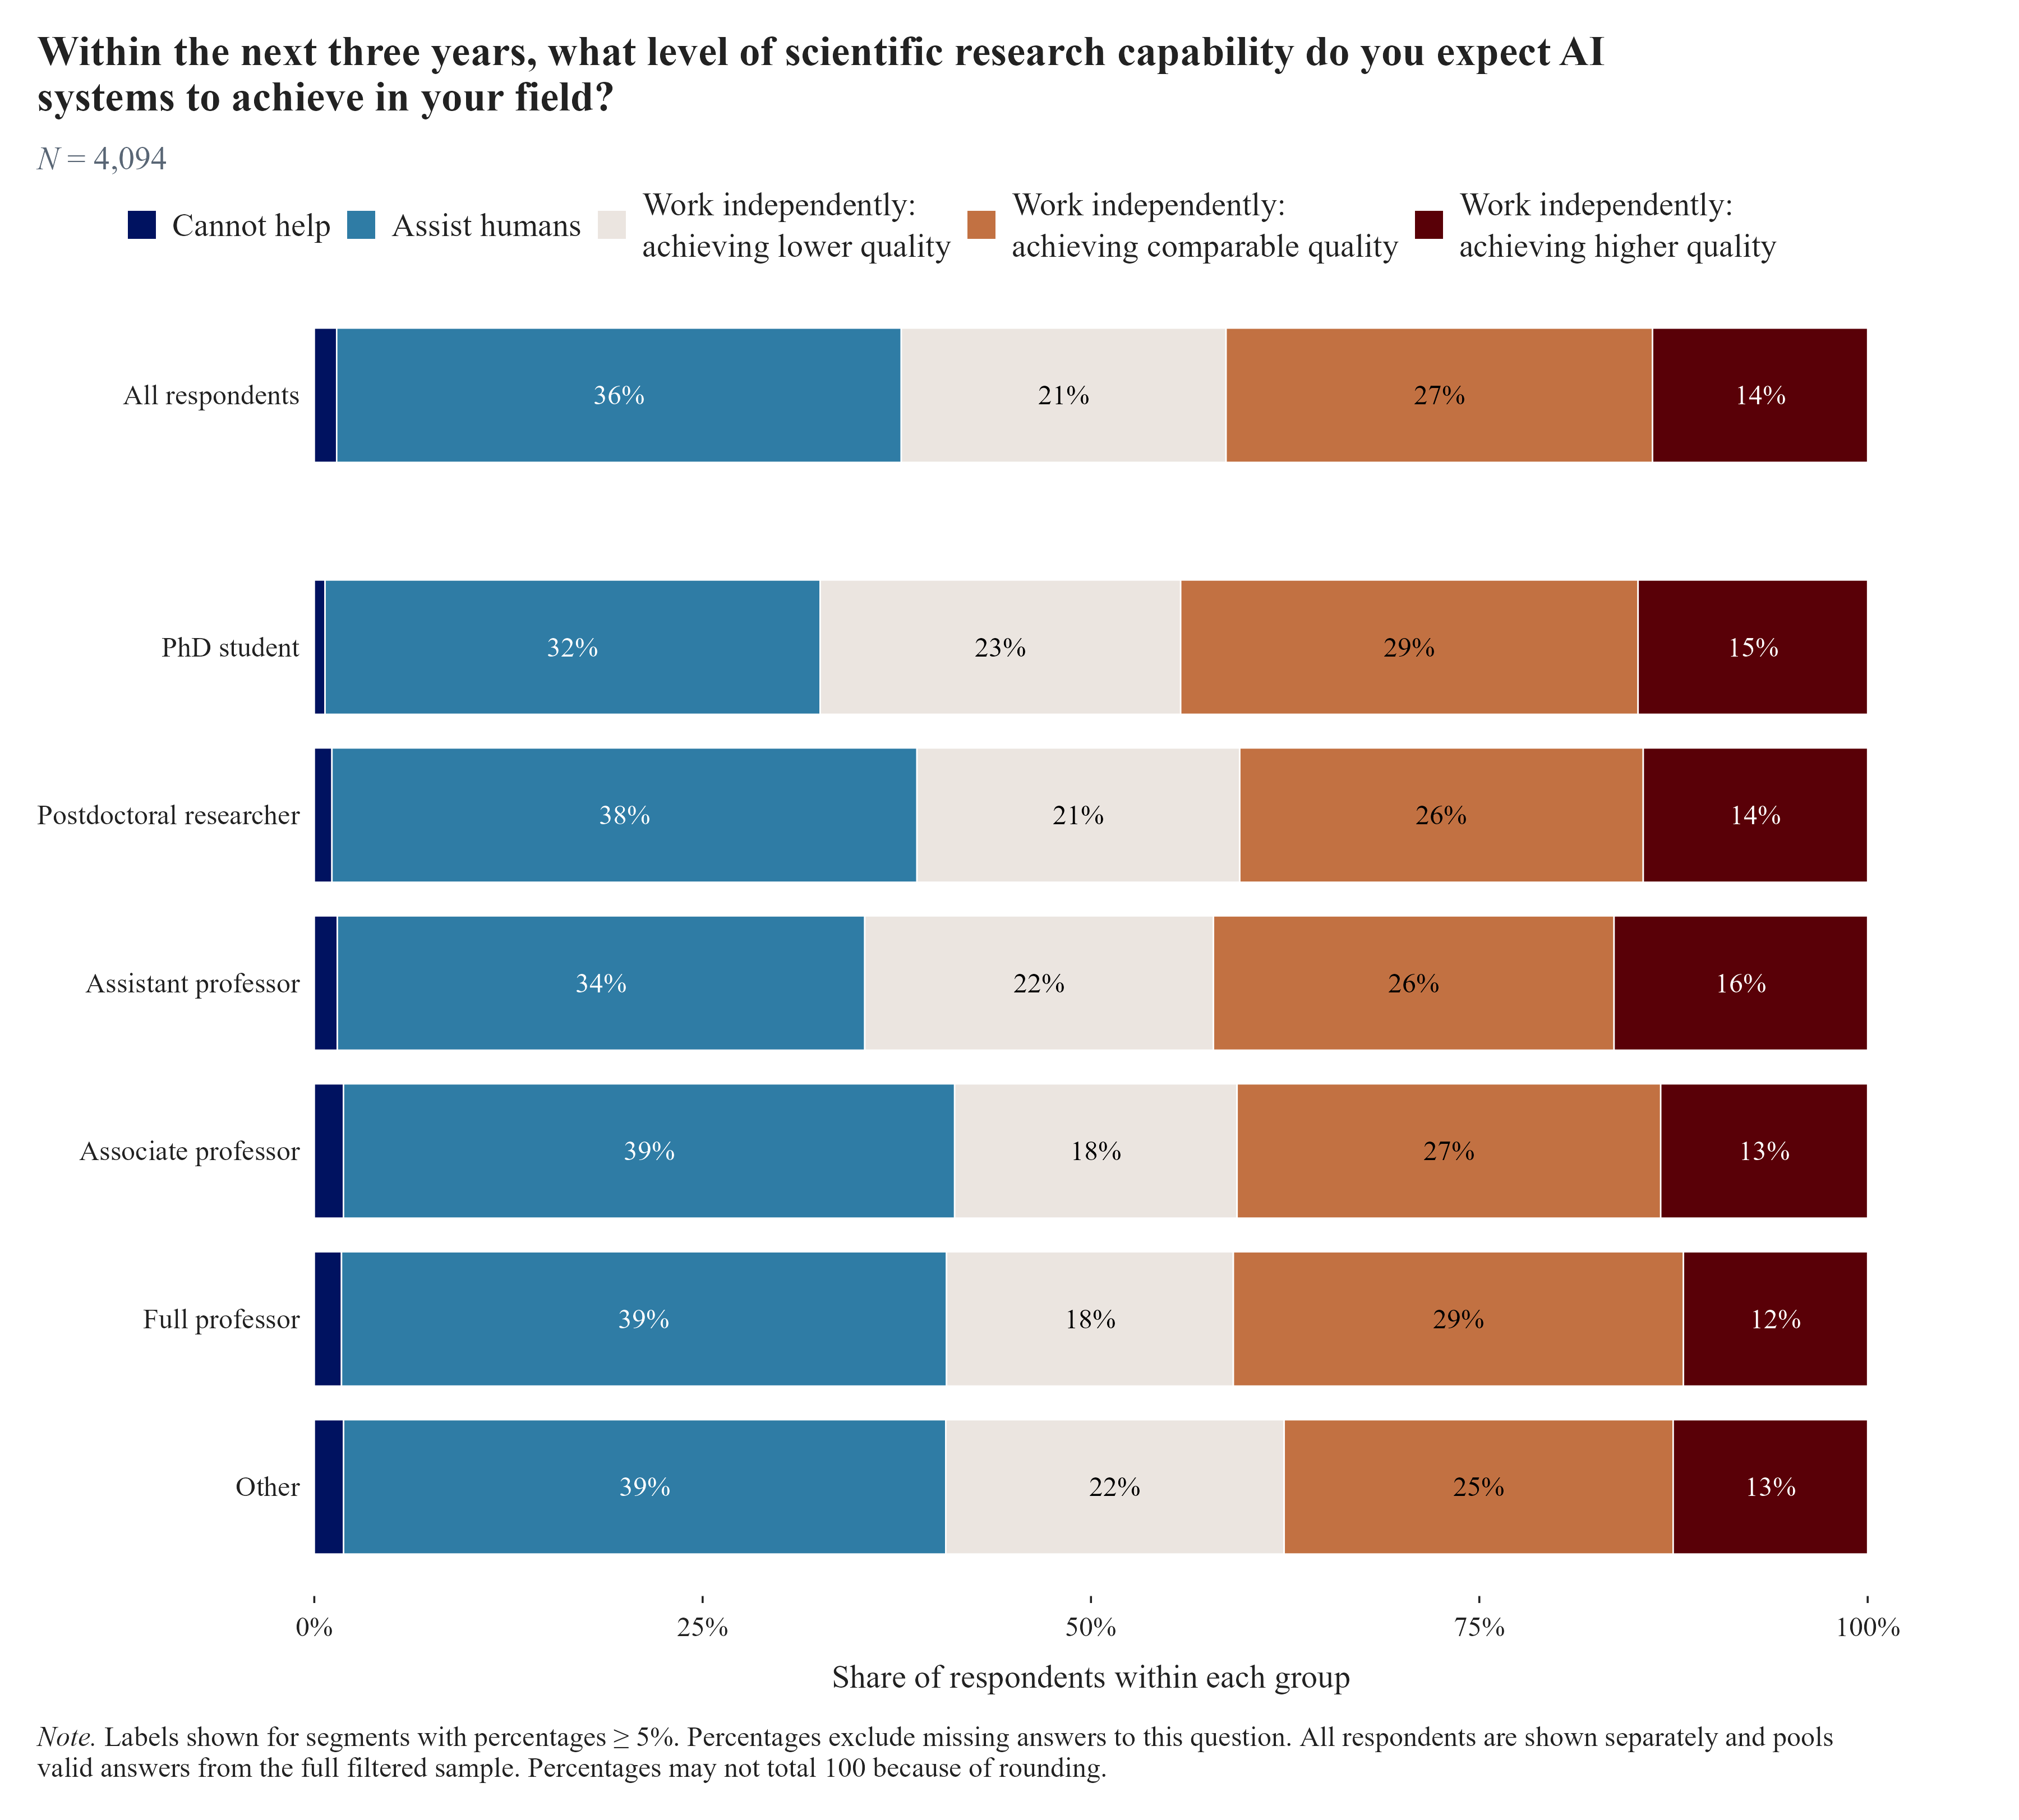 Within the next three years, what level of scientific research capability do you expect AI
systems to achieve in your field?
N = 4,094
Cannot help
Assist humans
Work independently:
achieving lower quality
Work independently:
achieving comparable quality
Work independently:
achieving higher quality
All respondents 36% 21% 27% 14%
PhD student 32% 23% 29% 15%
Postdoctoral researcher 38% 21% 26% 14%
Assistant professor 34% 22% 26% 16%
Associate professor 39% 18% 27% 13%
Full professor 39% 18% 29% 12%
Other 39% 22% 25% 13%
0% 25% 50% 75% 100%
Share of respondents within each group
Note. Labels shown for segments with percentages ≥ 5%. Percentages exclude missing answers to this question. All respondents are shown separately and pools
valid answers from the full filtered sample. Percentages may not total 100 because of rounding.